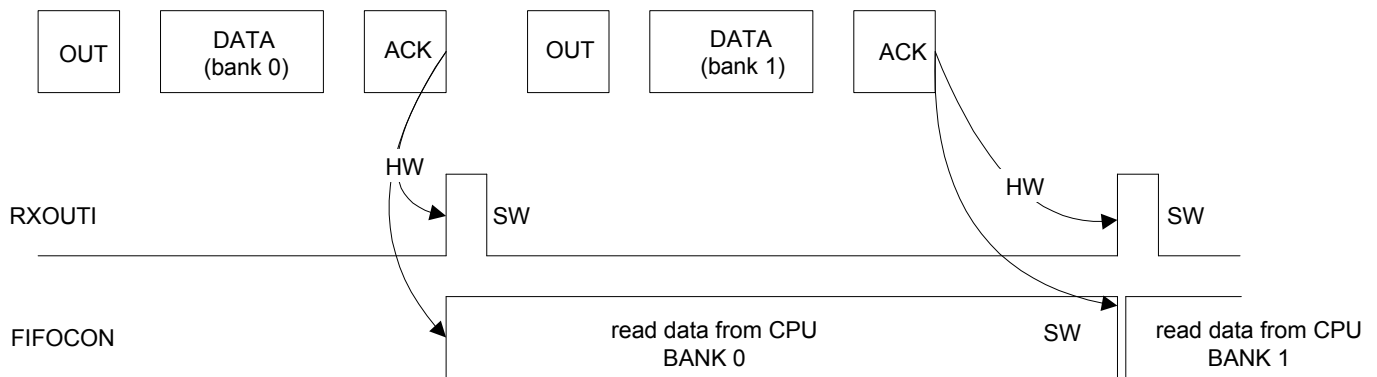 OUT
DATA
(bank 0)
ACK
OUT
DATA
(bank 1)
ACK
HW
HW
RXOUTI
SW
SW
FIFOCON
read data from CPU
BANK 0
SW
read data from CPU
BANK 1